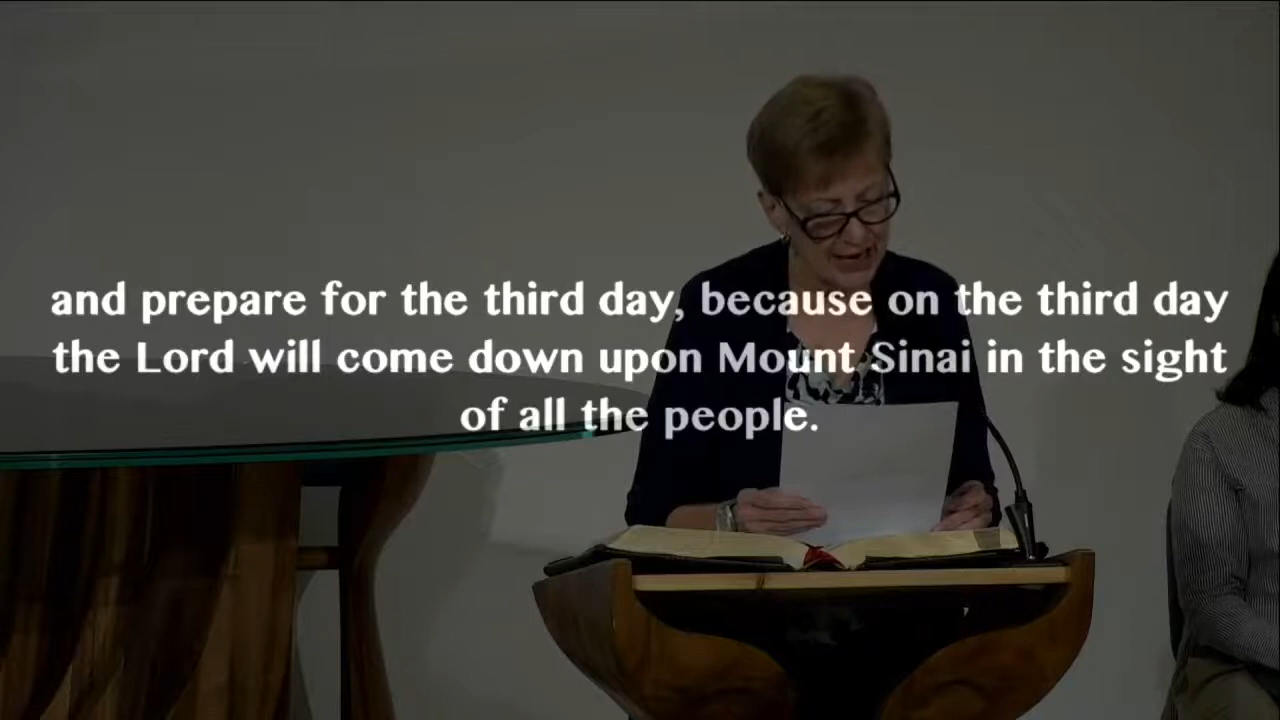 and prepare for the third day, because on the third day
the Lord will come down upon Mount Sinai in the sight
of all the people.